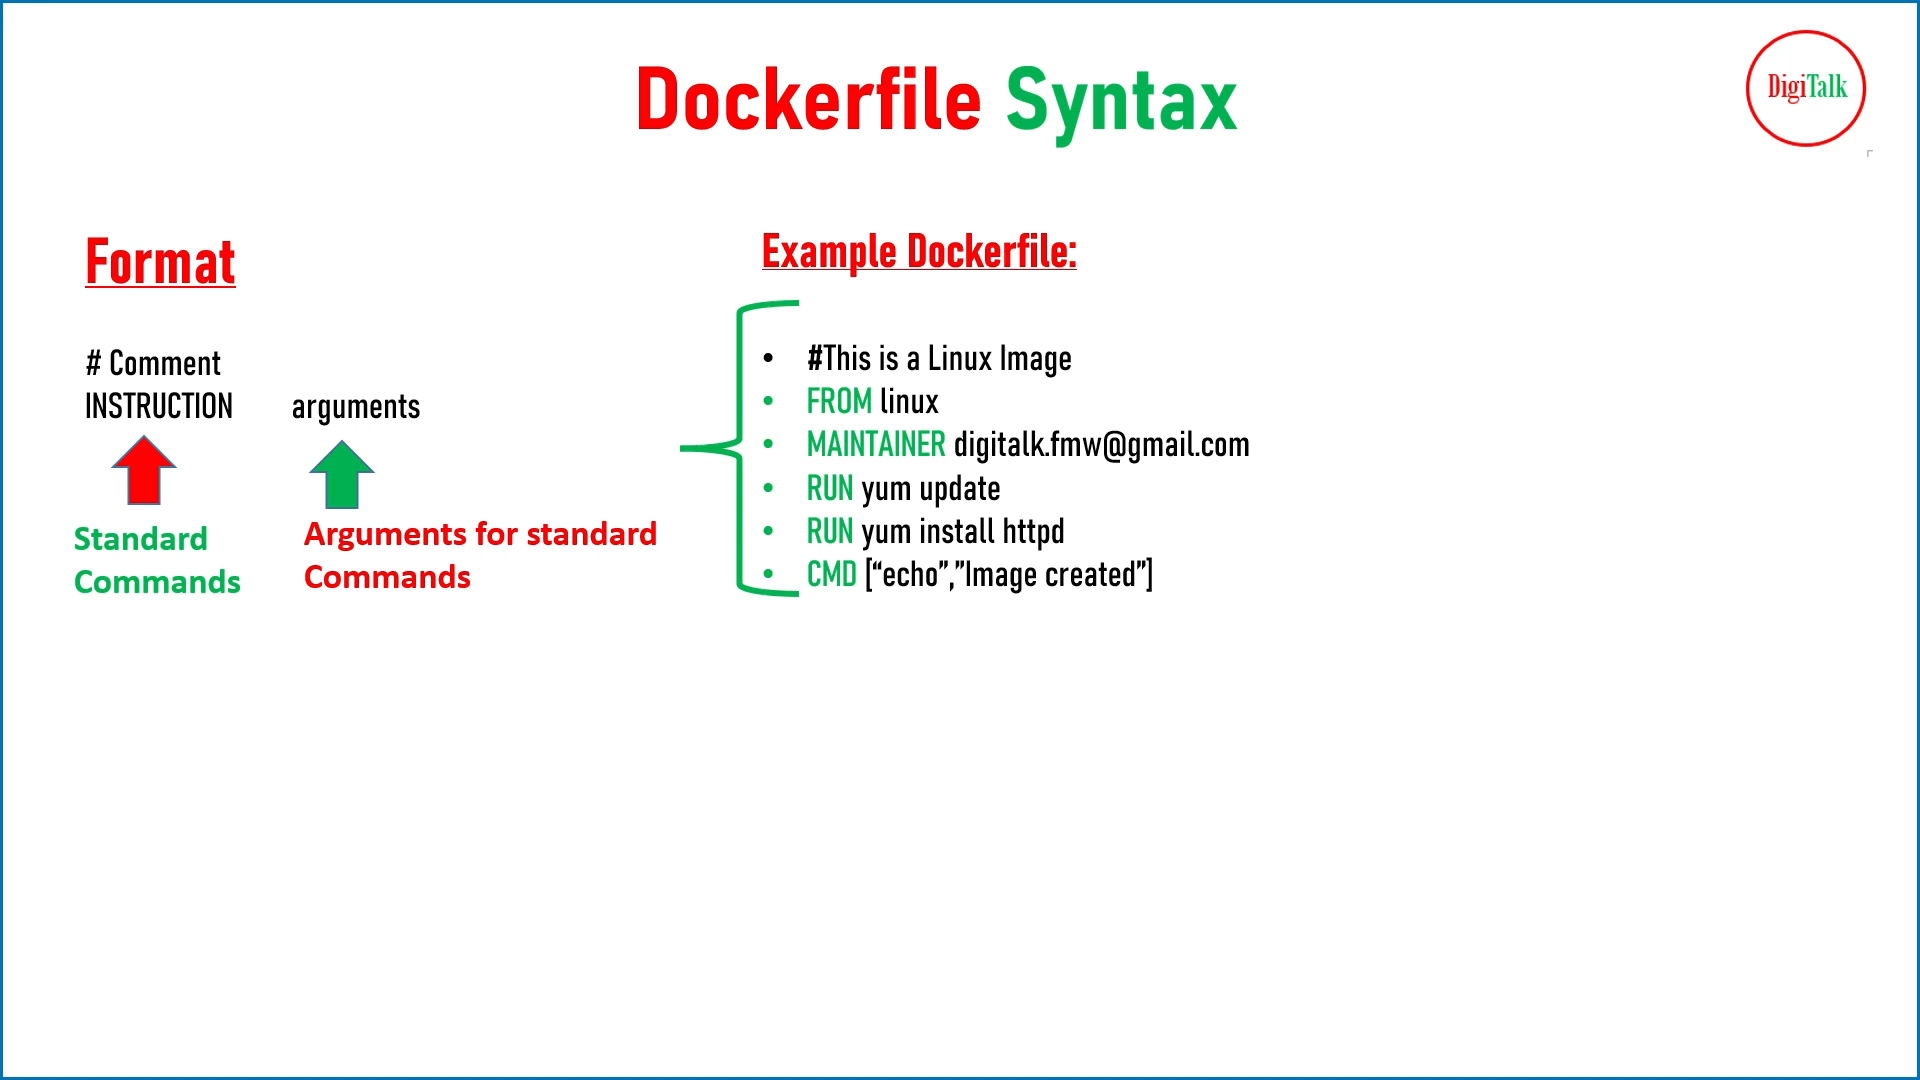 Dockerfile Syntax
DigiTalk
Format
# Comment
INSTRUCTION arguments
Standard
Commands
Arguments for standard
Commands
Example Dockerfile:
• #This is a Linux Image
• FROM linux
• MAINTAINER digitalk.fmw@gmail.com
• RUN yum update
• RUN yum install httpd
• CMD [“echo”,”Image created”]